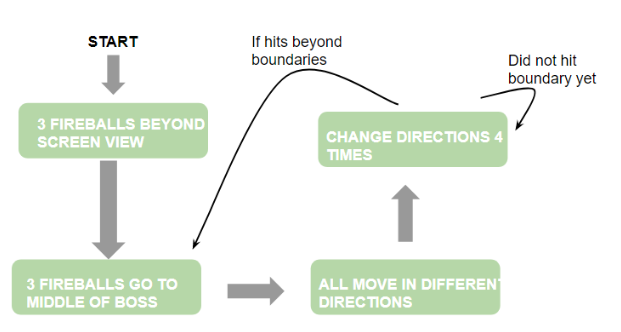 START
If hits beyond
boundaries
Did not hit
boundary yet
3 FIREBALLS BEYOND
SCREEN VIEW
CHANGE DIRECTIONS 4
TIMES
3 FIREBALLS GO TO
MIDDLE OF BOSS
ALL MOVE IN DIFFERENT
DIRECTIONS